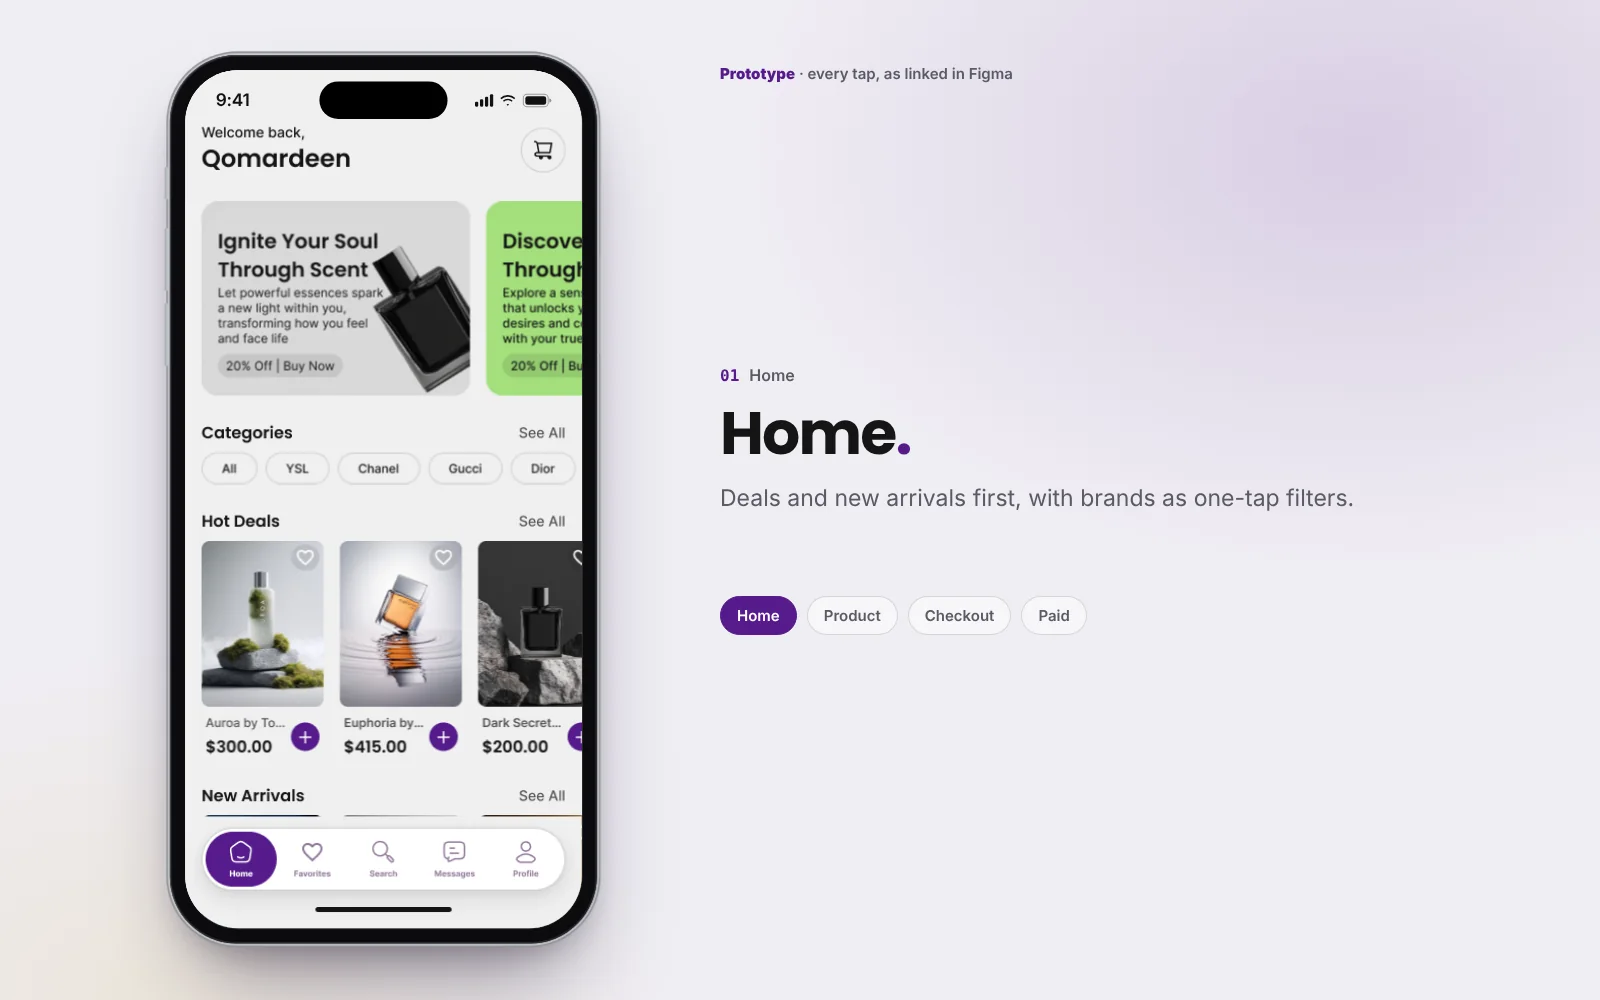 9:41
Welcome back,
Qomardeen
Ignite Your Soul
Through Scent
Let powerful essences spark
a new light within you,
transforming how you feel
and face life
20% Off | Buy Now
Discove
Through
Explore a sen
that unlocks y
desires and c
with your true
20% Off | Bu
Categories
See All
All
YSL
Chanel
Gucci
Dior
Hot Deals
See All
Auroa by To...
$300.00
Euphoria by...
$415.00
Dark Secret...
$200.00
New Arrivals
See All
Home
Favorites
Search
Messages
Profile
Prototype · every tap, as linked in Figma
01 Home
Home.
Deals and new arrivals first, with brands as one-tap filters.
Home
Product
Checkout
Paid